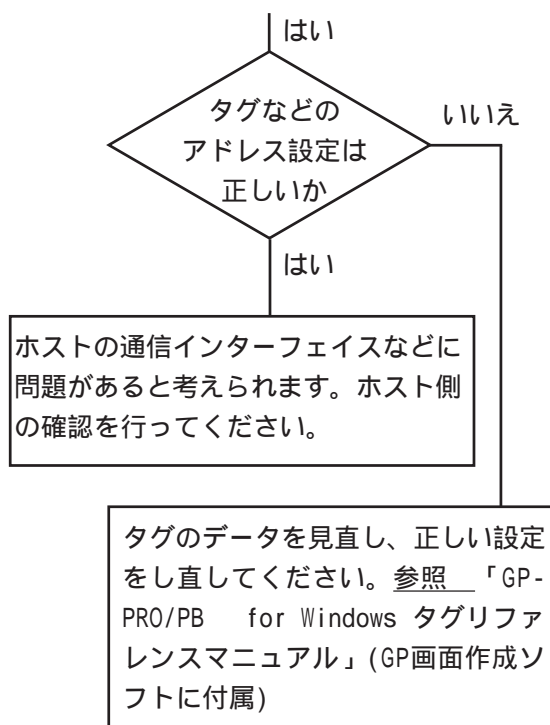 はい
タグなどの
アドレス設定は
正しいか
いいえ
はい
ホストの通信インターフェイスなどに
問題があると考えられます。ホスト側
の確認を行ってください。
タグのデータを見直し、正しい設定
をし直してください。参照　「GP-
PRO/PB　for Windows タグリファ
レンスマニュアル」(GP画面作成ソ
フトに付属)